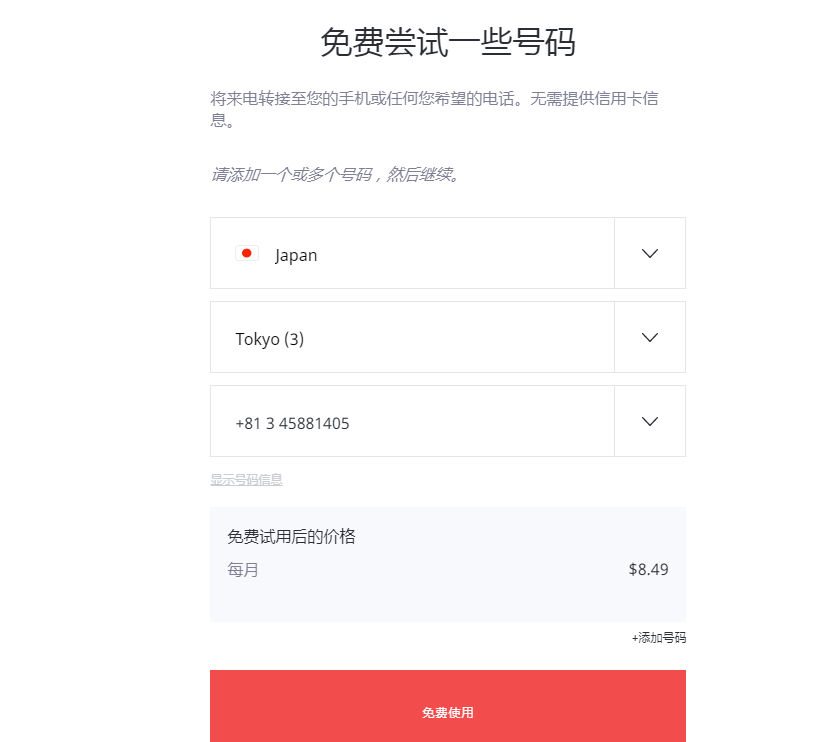 免费尝试一些号码
将来电转接至您的手机或任何您希望的电话。无需提供信用卡信
息。
请添加一个或多个号码，然后继续。
Japan
Tokyo (3)
+81 3 45881405
显示号码信息
免费试用后的价格
每月 $8.49
+添加号码
免费使用